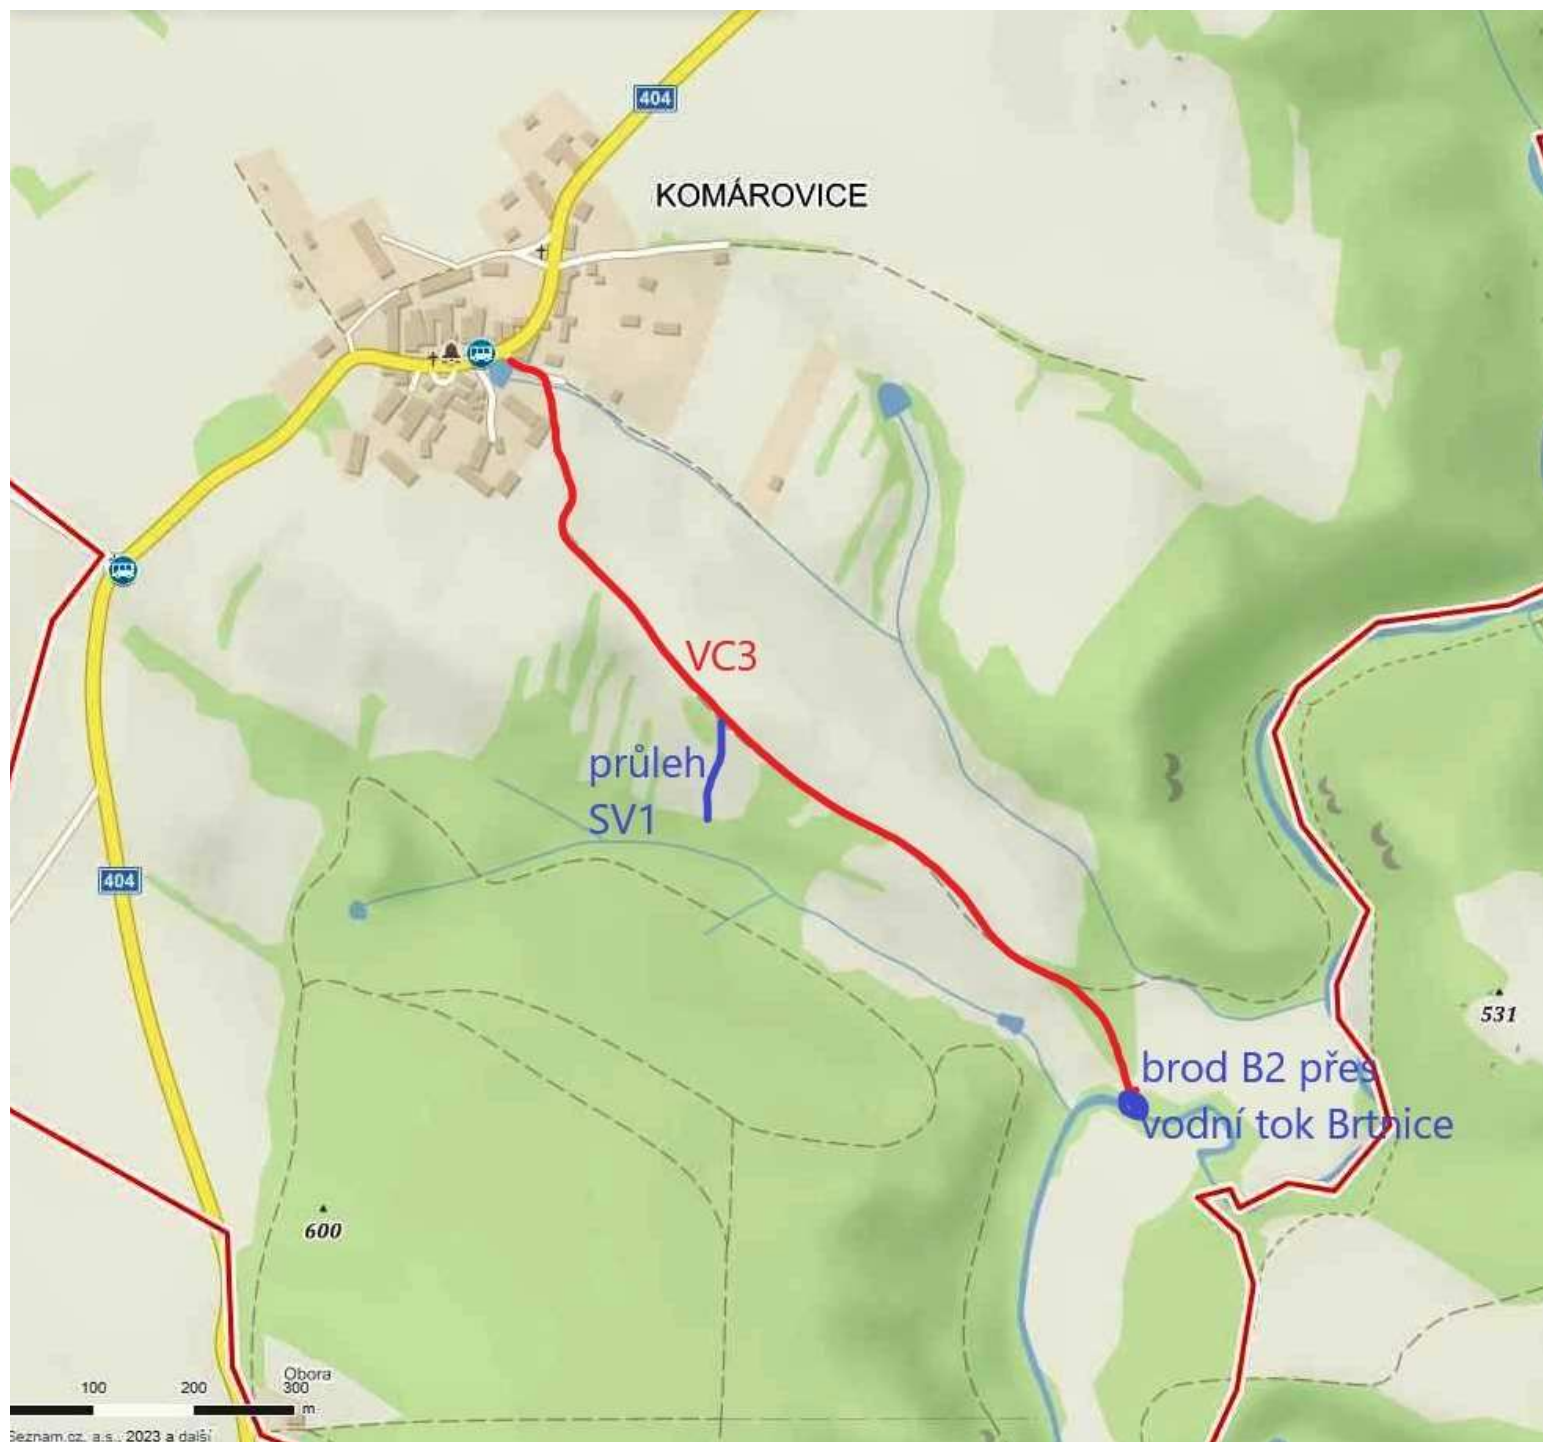 404
KOMÁROVICE
VC3
průleh
SV1
404
531
brod B2 přes
vodní tok Brtnice
600
Obora
100 200 300
m
Seznam.cz, a.s., 2023 a další